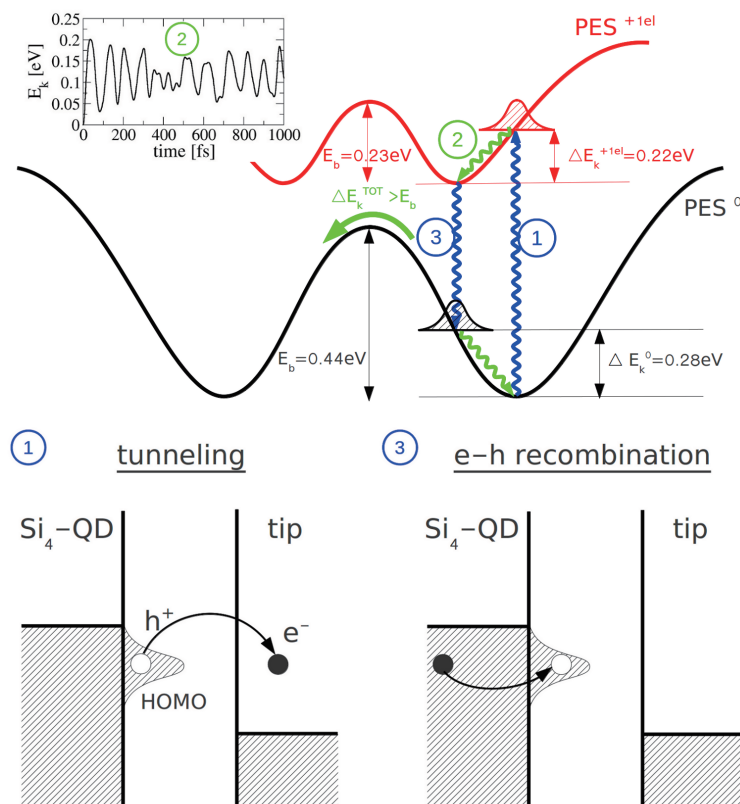 0.25
0.2
0.15
0.1
0.05
0
E_k [eV]
2
0 200 400 600 800 1000
time [fs]
PES ^+1el
2
E_b=0.23eV
ΔE_k^+1el=0.22eV
ΔE_k^TOT >E_b
PES ^0
3
1
E_b=0.44eV
Δ E_k^0=0.28eV
1
tunneling
Si_4−QD
tip
h^+
e^−
HOMO
3
e−h recombination
Si_4−QD
tip